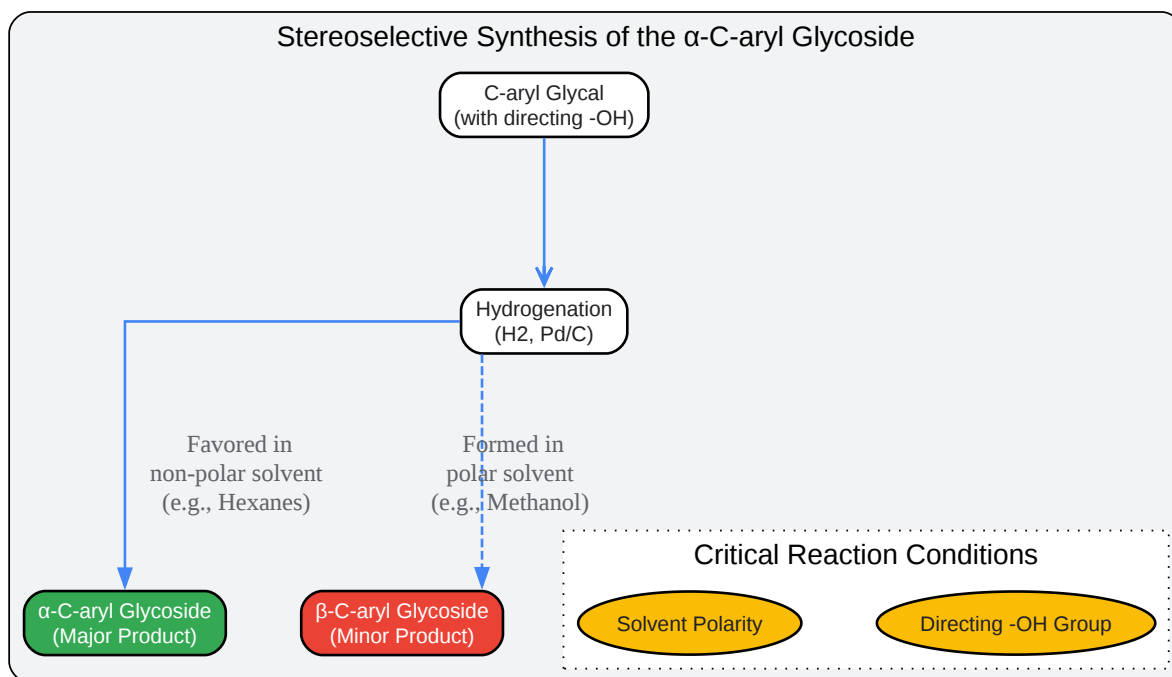 Stereoselective Synthesis of the α-C-aryl Glycoside
C-aryl Glycal
(with directing -OH)
Hydrogenation
(H2, Pd/C)
Favored in
non-polar solvent
(e.g., Hexanes)
Formed in
polar solvent
(e.g., Methanol)
α-C-aryl Glycoside
(Major Product)
β-C-aryl Glycoside
(Minor Product)
Critical Reaction Conditions
Solvent Polarity
Directing -OH Group